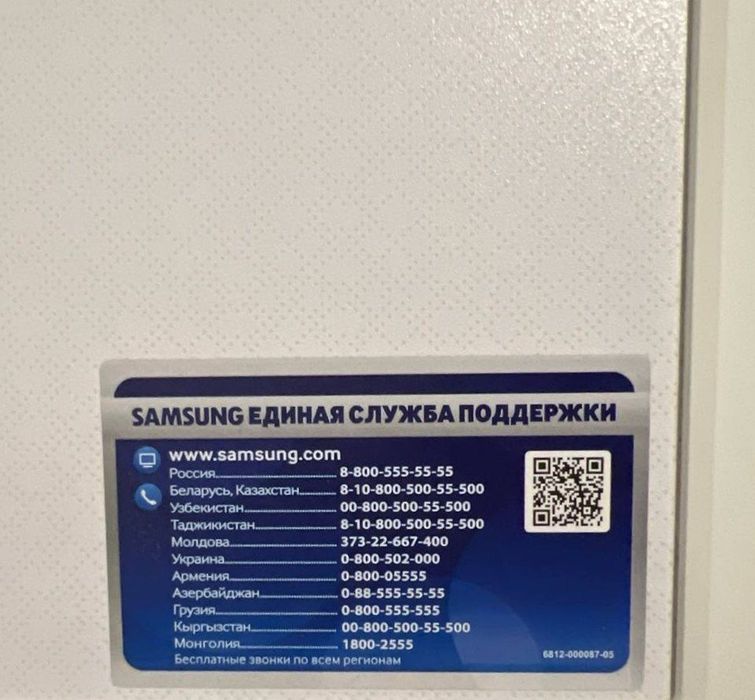 SAMSUNG ЕДИНАЯ СЛУЖБА ПОДДЕРЖКИ
www.samsung.com
Россия 8-800-555-55-55
Беларусь, Казахстан 8-10-800-500-55-500
Узбекистан 00-800-500-55-500
Таджикистан 8-10-800-500-55-500
Молдова 373-22-667-400
Украина 0-800-502-000
Армения 0-800-05555
Азербайджан 0-88-555-55-55
Грузия 0-800-555-555
Кыргызстан 00-800-500-55-500
Монголия 1800-2555
Бесплатные звонки по всем регионам
6812-000087-05